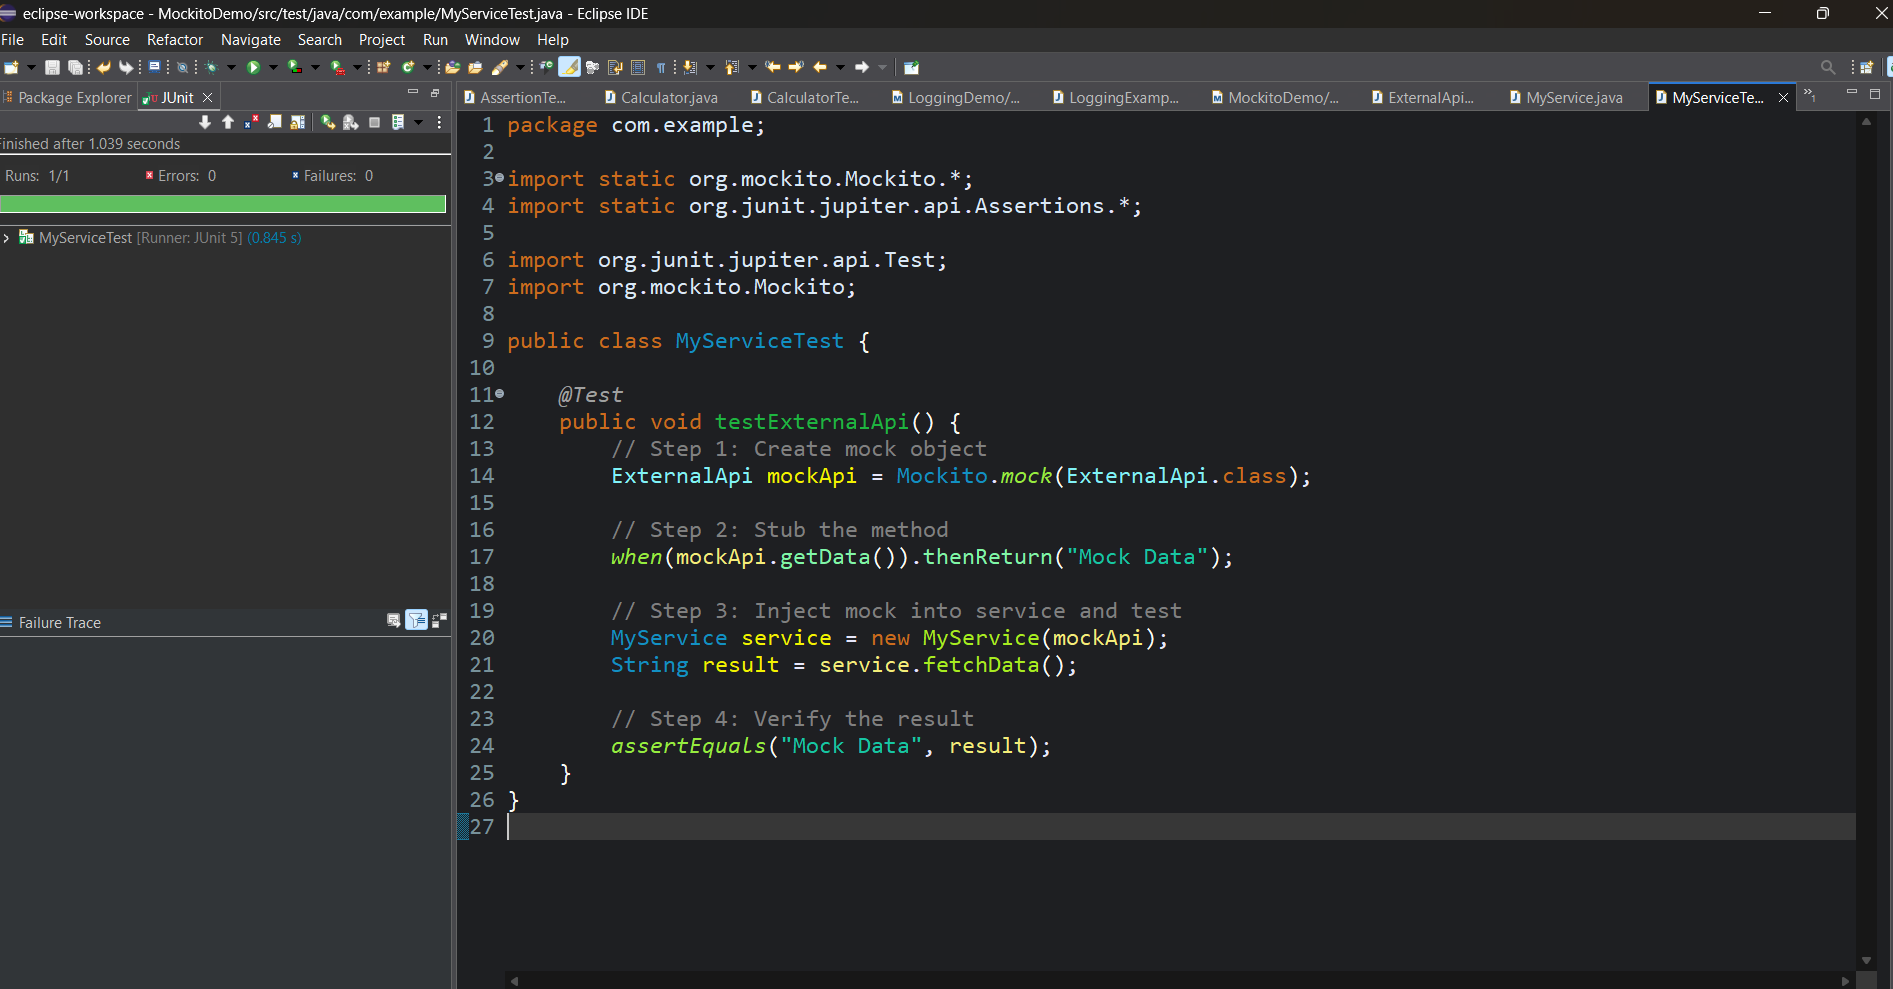 eclipse-workspace - MockitoDemo/src/test/java/com/example/MyServiceTest.java - Eclipse IDE
File Edit Source Refactor Navigate Search Project Run Window Help
Package Explorer JUnit
AssertionTe... Calculator.java CalculatorTe... LoggingDemo/... LoggingExamp... MockitoDemo/... ExternalApi... MyService.java MyServiceTe... »1
inished after 1.039 seconds
Runs: 1/1 Errors: 0 Failures: 0
MyServiceTest [Runner: JUnit 5] (0.845 s)
Failure Trace
1 package com.example;
2
3 import static org.mockito.Mockito.*;
4 import static org.junit.jupiter.api.Assertions.*;
5
6 import org.junit.jupiter.api.Test;
7 import org.mockito.Mockito;
8
9 public class MyServiceTest {
10
11     @Test
12     public void testExternalApi() {
13         // Step 1: Create mock object
14         ExternalApi mockApi = Mockito.mock(ExternalApi.class);
15
16         // Step 2: Stub the method
17         when(mockApi.getData()).thenReturn("Mock Data");
18
19         // Step 3: Inject mock into service and test
20         MyService service = new MyService(mockApi);
21         String result = service.fetchData();
22
23         // Step 4: Verify the result
24         assertEquals("Mock Data", result);
25     }
26 }
27